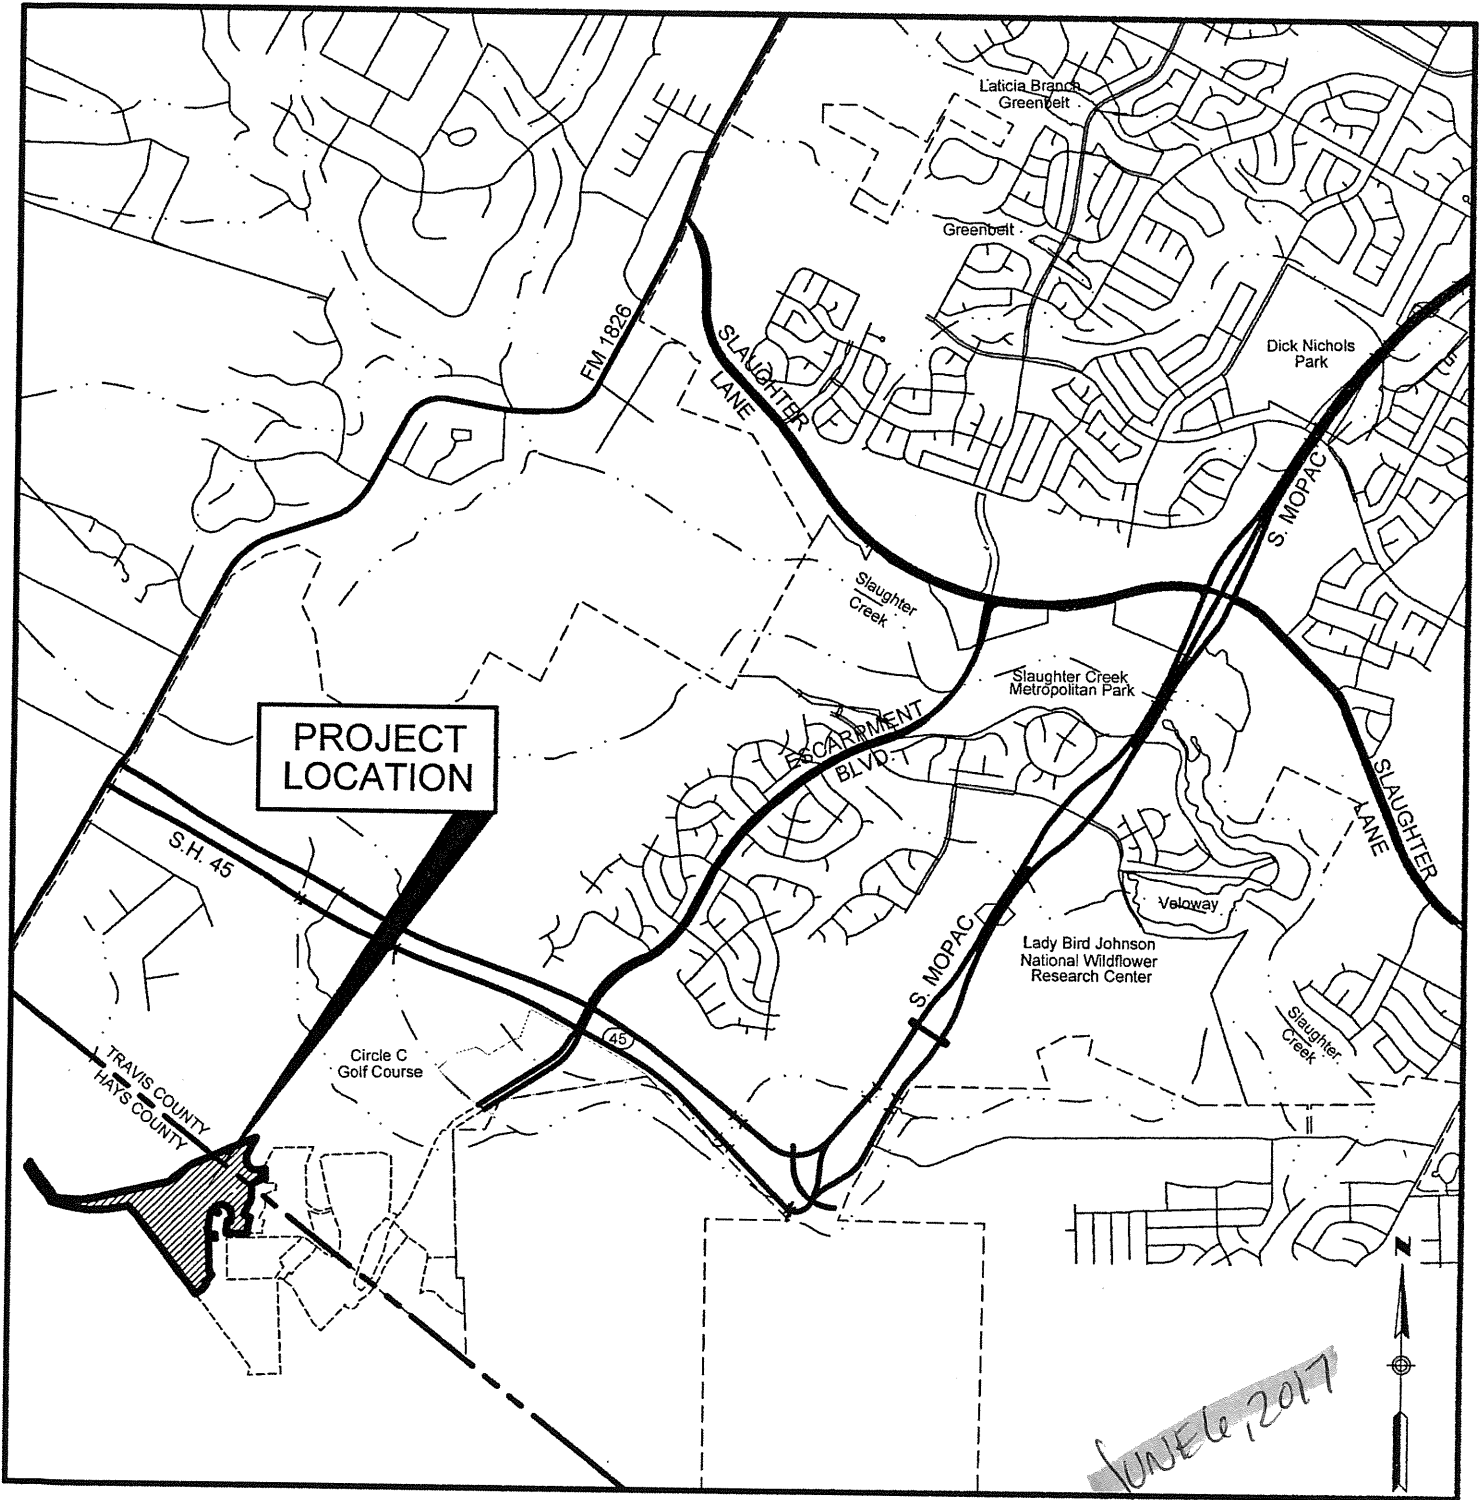 Laticia Branch
Greenbelt
Greenbelt
FM 1826
SLAUGHTER
LANE
Dick Nichols
Park
S. MOPAC
Slaughter
Creek
Slaughter Creek
Metropolitan Park
PROJECT
LOCATION
ESCARPMENT
BLVD.
SLAUGHTER
LANE
S.H. 45
Veloway
S. MOPAC
Lady Bird Johnson
National Wildflower
Research Center
45
Slaughter
Creek
Circle C
Golf Course
TRAVIS COUNTY
HAYS COUNTY
N
JUNE 6, 2017